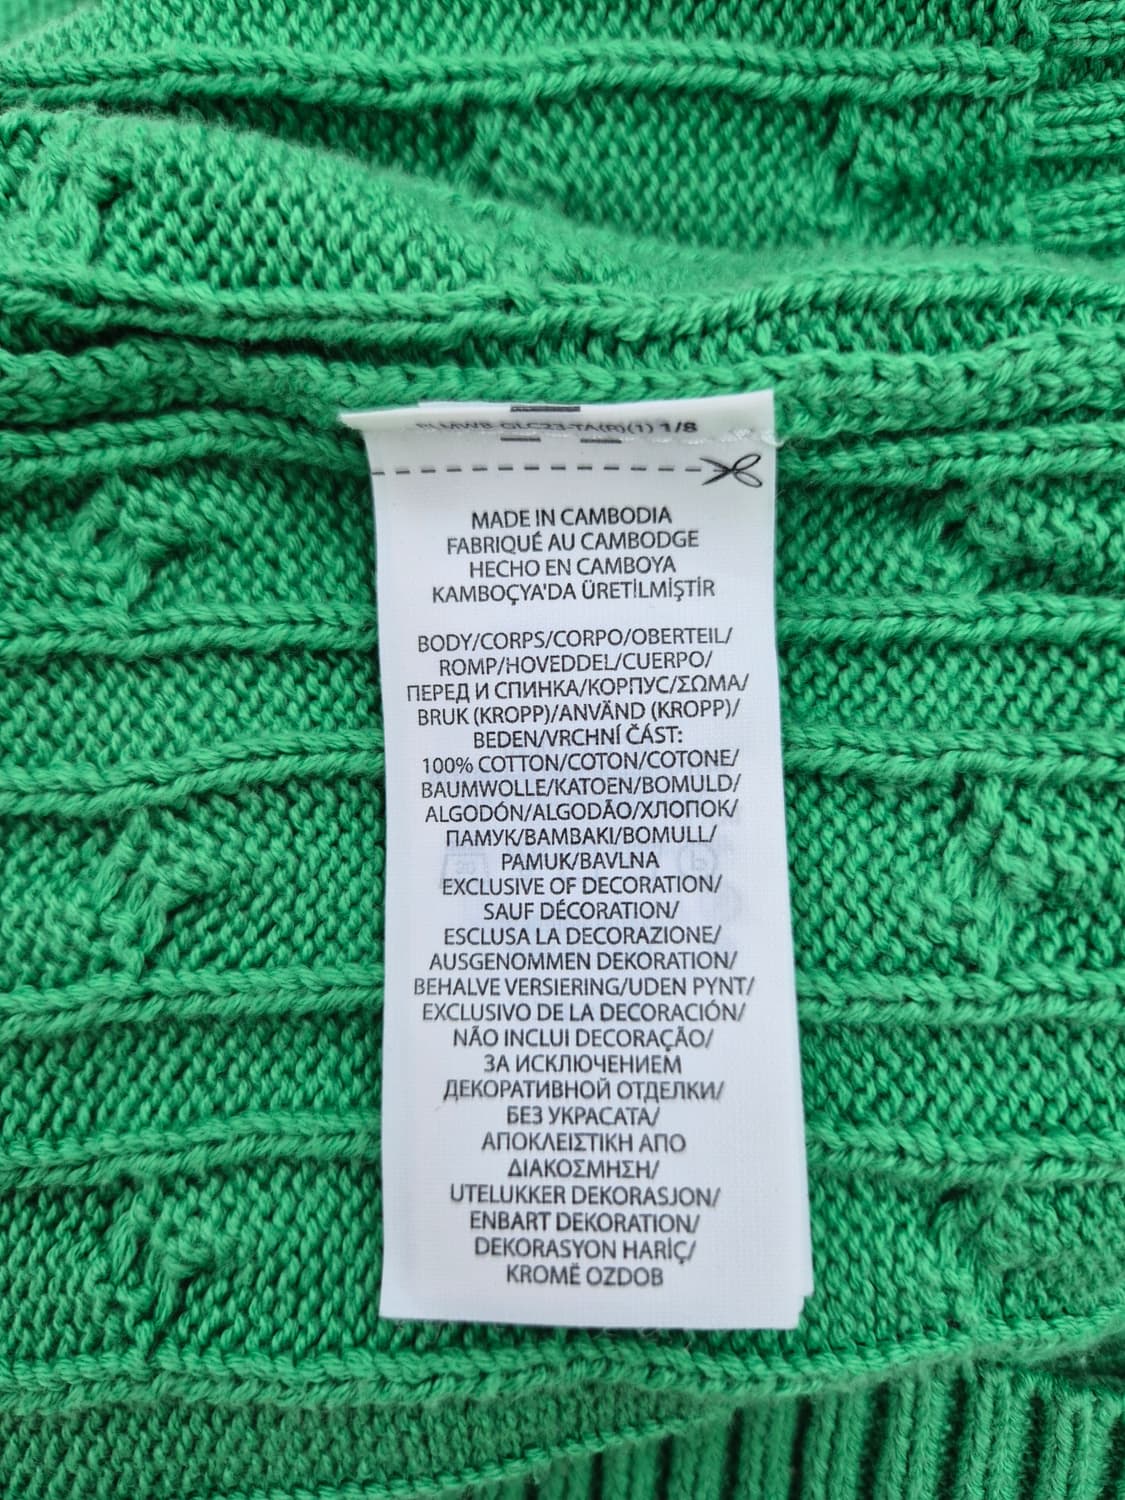 1/8
MADE IN CAMBODIA
FABRIQUÉ AU CAMBODGE
HECHO EN CAMBOYA
KAMBOÇYA'DA ÜRETİLMİŞTİR
BODY/CORPS/CORPO/OBERTEIL/
ROMP/HOVEDDEL/CUERPO/
ПЕРЕД И СПИНКА/КОРПУС/ΣΩΜΑ/
BRUK (KROPP)/ANVÄND (KROPP)/
BEDEN/VRCHNÍ ČÁST:
100% COTTON/COTON/COTONE/
BAUMWOLLE/KATOEN/BOMULD/
ALGODÓN/ALGODÃO/ХЛОПОК/
ПАМУК/ΒΑΜΒΑΚΙ/BOMULL/
PAMUK/BAVLNA
EXCLUSIVE OF DECORATION/
SAUF DÉCORATION/
ESCLUSA LA DECORAZIONE/
AUSGENOMMEN DEKORATION/
BEHALVE VERSIERING/UDEN PYNT/
EXCLUSIVO DE LA DECORACIÓN/
NÃO INCLUI DECORAÇÃO/
ЗА ИСКЛЮЧЕНИЕМ
ДЕКОРАТИВНОЙ ОТДЕЛКИ/
БЕЗ УКРАСАТА/
ΑΠΟΚΛΕΙΣΤΙΚΗ ΑΠΟ
ΔΙΑΚΟΣΜΗΣΗ/
UTELUKKER DEKORASJON/
ENBART DEKORATION/
DEKORASYON HARİÇ/
KROMĚ OZDOB